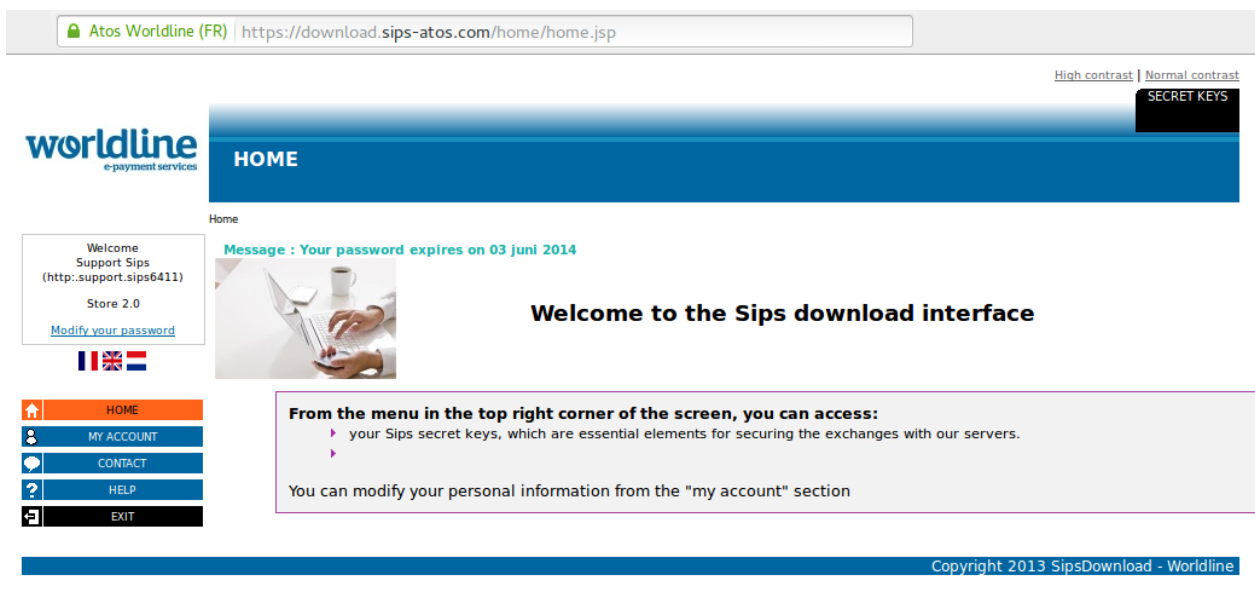 Atos Worldline (FR) https://download.sips-atos.com/home/home.jsp
High contrast | Normal contrast
SECRET KEYS
worldline
e-payment services
HOME
Home
Welcome
Support Sips
(http:.support.sips6411)
Store 2.0
Modify your password
Message : Your password expires on 03 juni 2014
Welcome to the Sips download interface
HOME
MY ACCOUNT
CONTACT
HELP
EXIT
From the menu in the top right corner of the screen, you can access:
your Sips secret keys, which are essential elements for securing the exchanges with our servers.
You can modify your personal information from the "my account" section
Copyright 2013 SipsDownload - Worldline